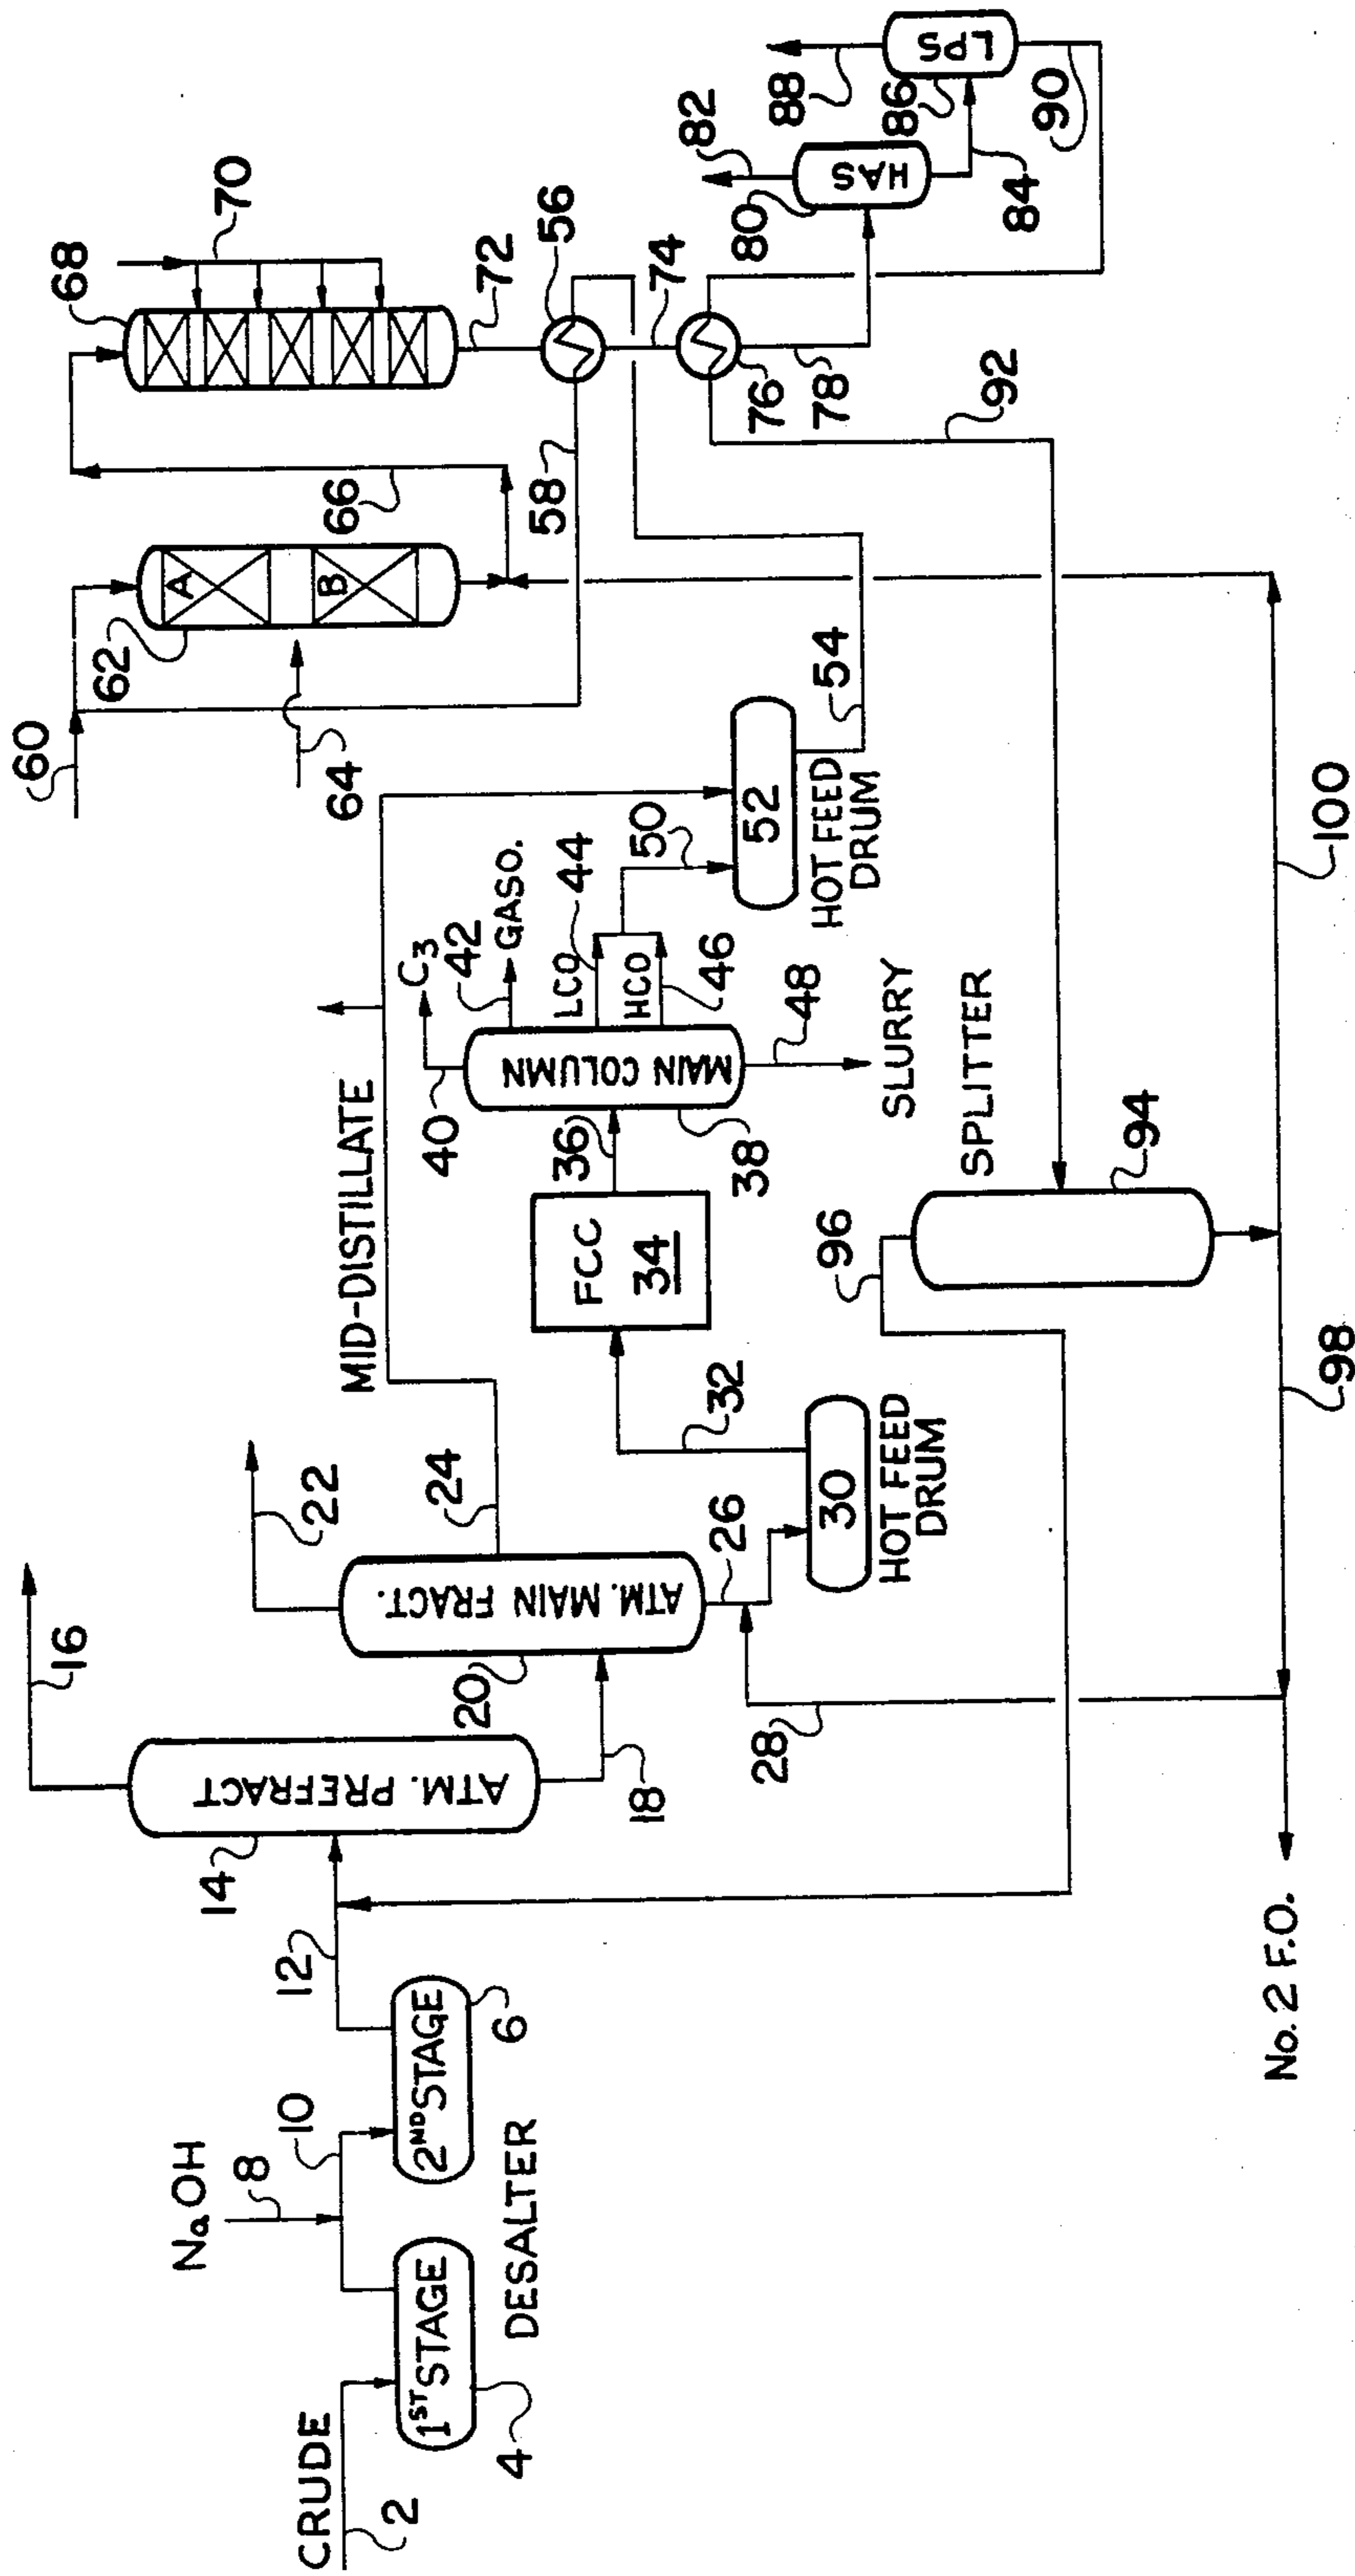 CRUDE
2
1ST STAGE
4
DESALTER
NaOH
8
10
2ND STAGE
6
12
14
ATM. PREFRACT
16
18
20
ATM. MAIN FRACT.
22
24
26
28
30
HOT FEED
DRUM
32
MID-DISTILLATE
FCC
34
36
38
MAIN COLUMN
40
C3
42
GASO.
LCO
44
HCO
46
48
SLURRY
50
52
HOT FEED
DRUM
54
56
58
60
62
A
B
64
66
68
70
72
74
76
78
80
HAS
82
84
86
LPS
88
90
92
SPLITTER
94
96
98
100
No. 2 F.O.